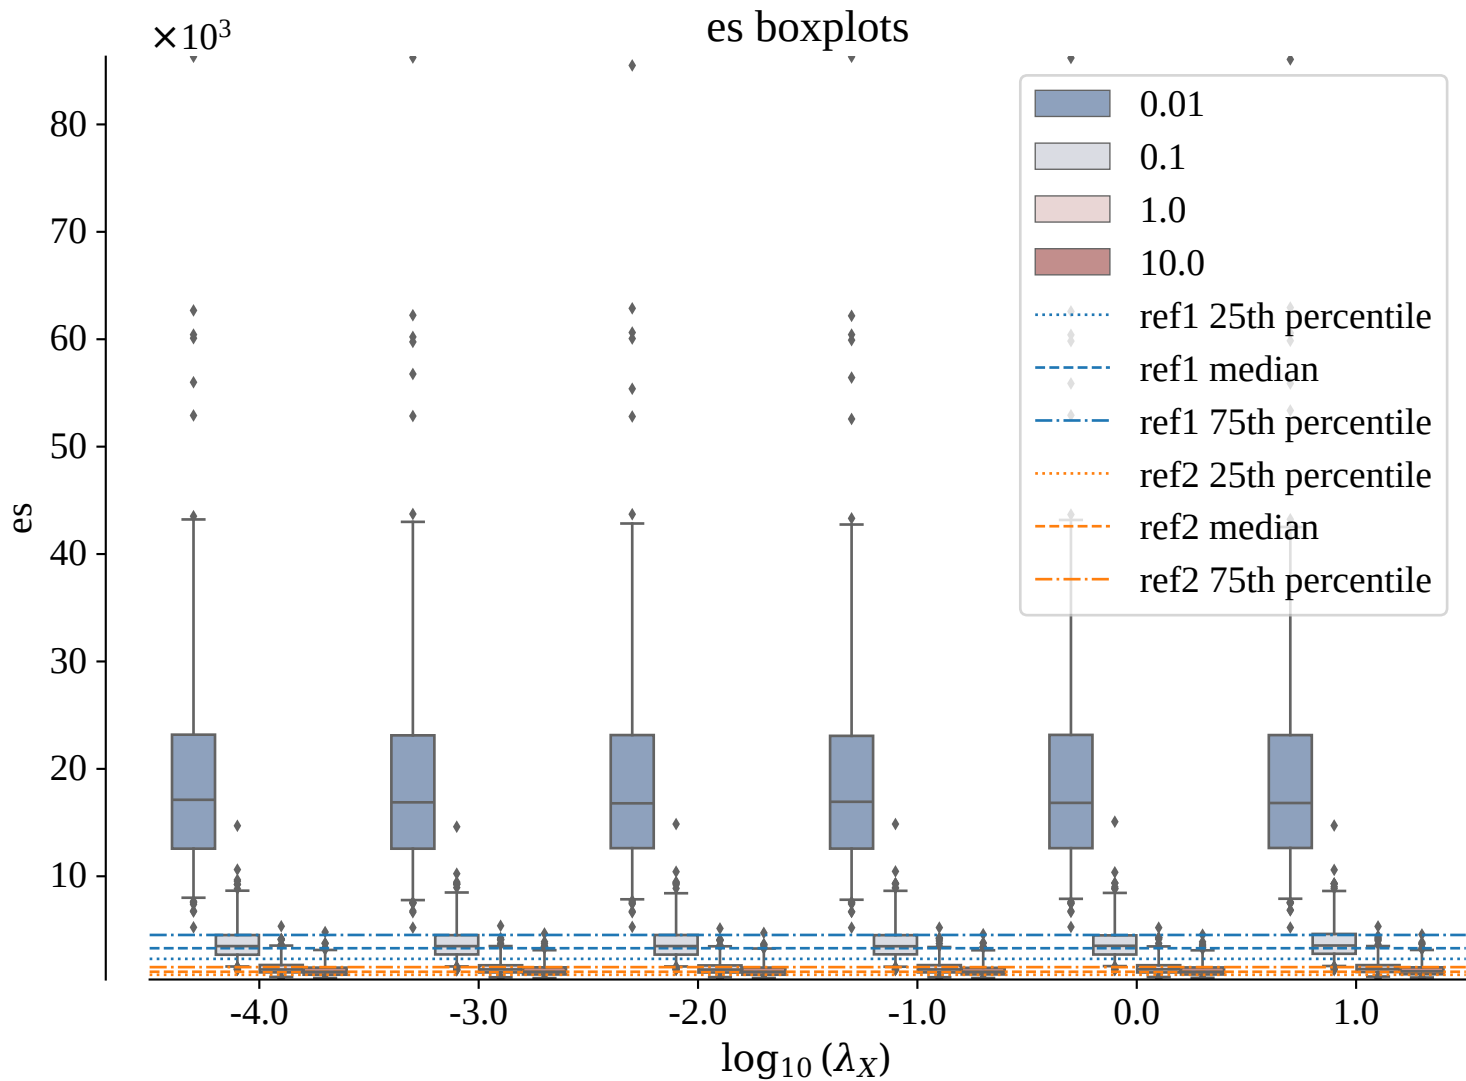 es boxplots
×10³
80
70
60
50
40
30
20
10
es
0.01
0.1
1.0
10.0
ref1 25th percentile
ref1 median
ref1 75th percentile
ref2 25th percentile
ref2 median
ref2 75th percentile
-4.0 -3.0 -2.0 -1.0 0.0 1.0
log₁₀ (λ_X)